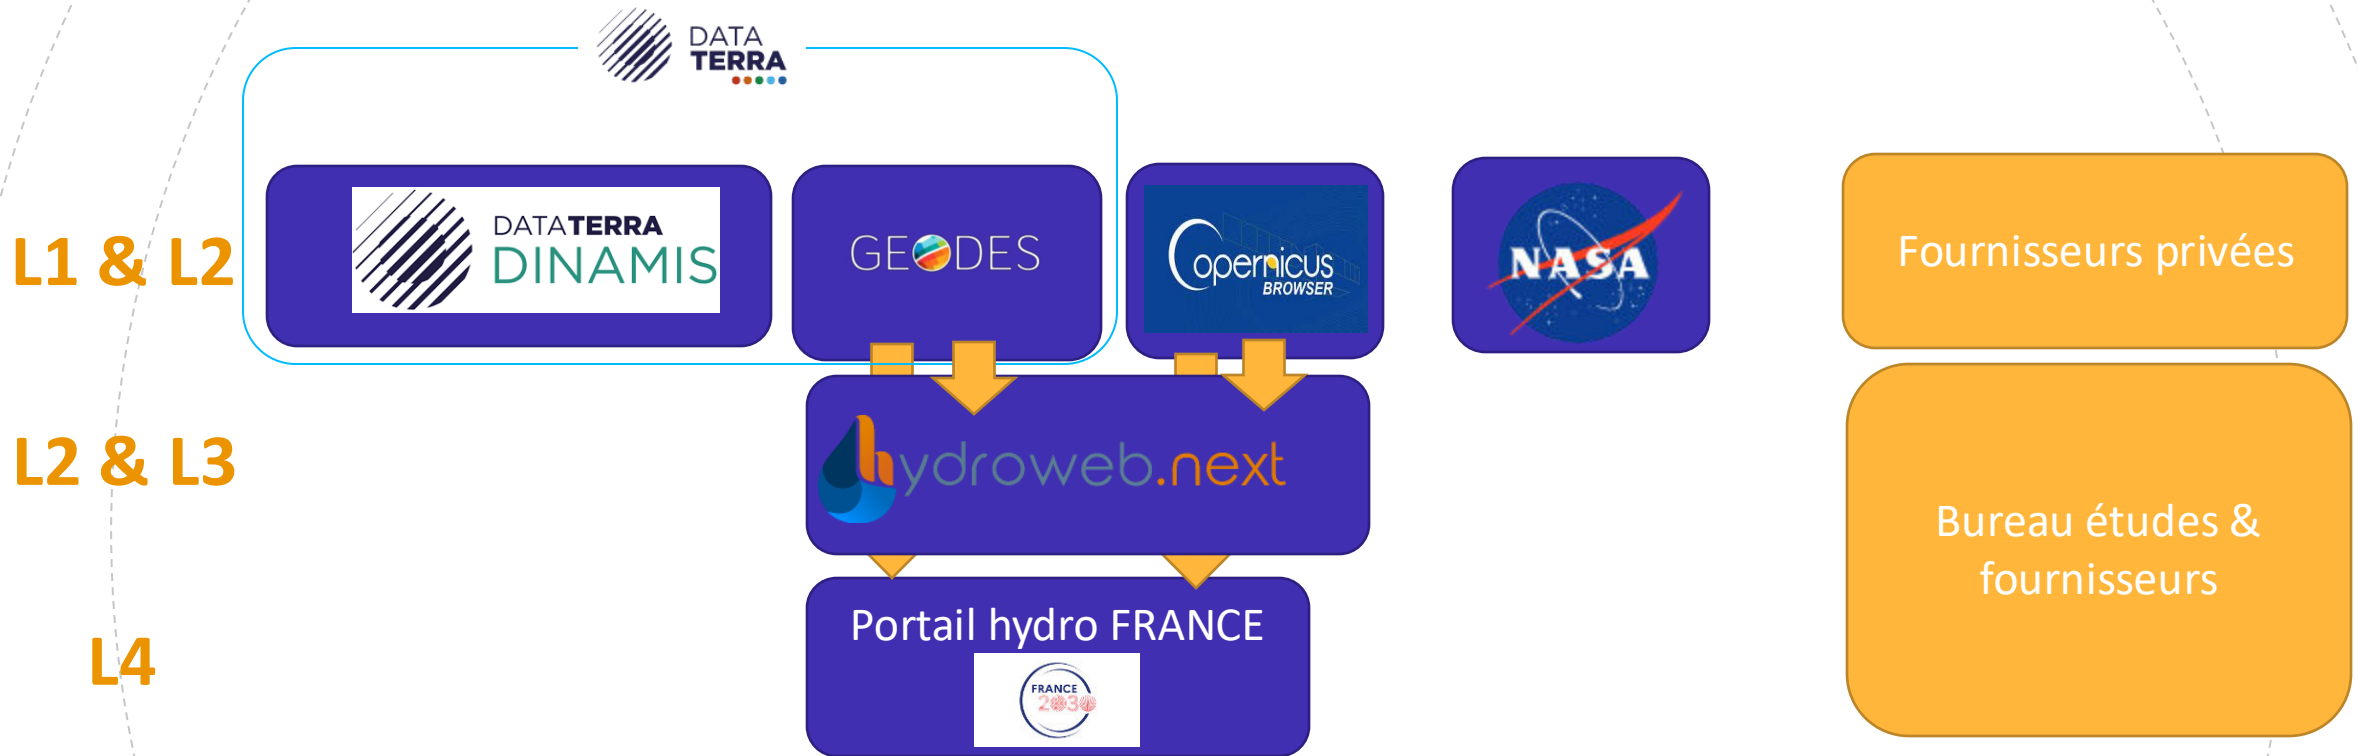 DATA
TERRA
L1 & L2
DATATERRA
DINAMIS
GEODES
Copernicus
BROWSER
NASA
Fournisseurs privées
L2 & L3
hydroweb.next
Bureau études &
fournisseurs
L4
Portail hydro FRANCE
FRANCE
2030